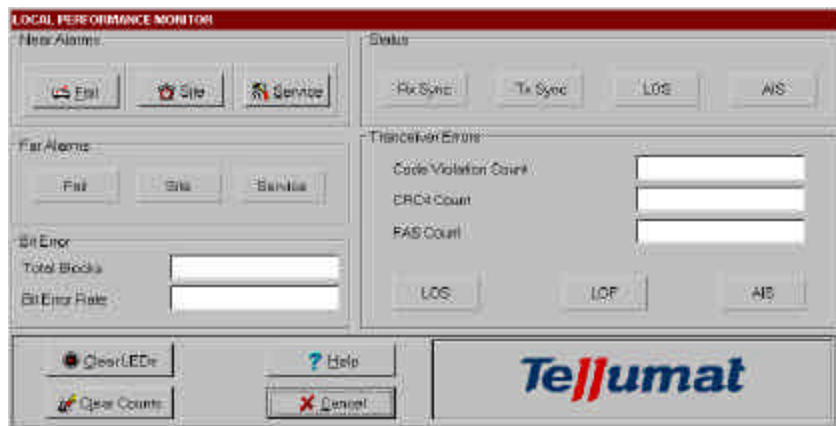 LOCAL PERFORMANCE MONITOR
Near Alarms
Fail
Site
Service
Status
Rx Sync
Tx Sync
LOS
AIS
Far Alarms
Fail
Site
Service
Tranceiver Errors
Code Violation Count
CRC4 Count
FAS Count
LOS
LOF
AIS
Bit Error
Total Blocks
Bit Error Rate
Clear LEDs
Help
Clear Counts
Cancel
Tellumat